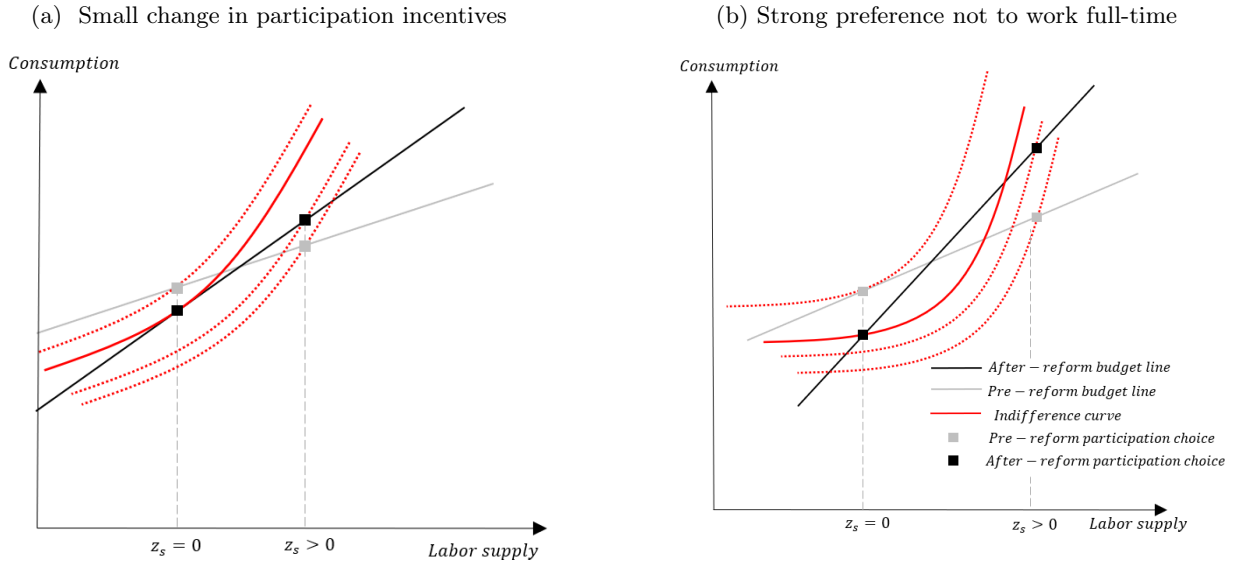 (a) Small change in participation incentives
(b) Strong preference not to work full-time
Consumption
z_s = 0
z_s > 0
Labor supply
Consumption
After − reform budget line
Pre − reform budget line
Indifference curve
Pre − reform participation choice
After − reform participation choice
z_s = 0
z_s > 0
Labor supply